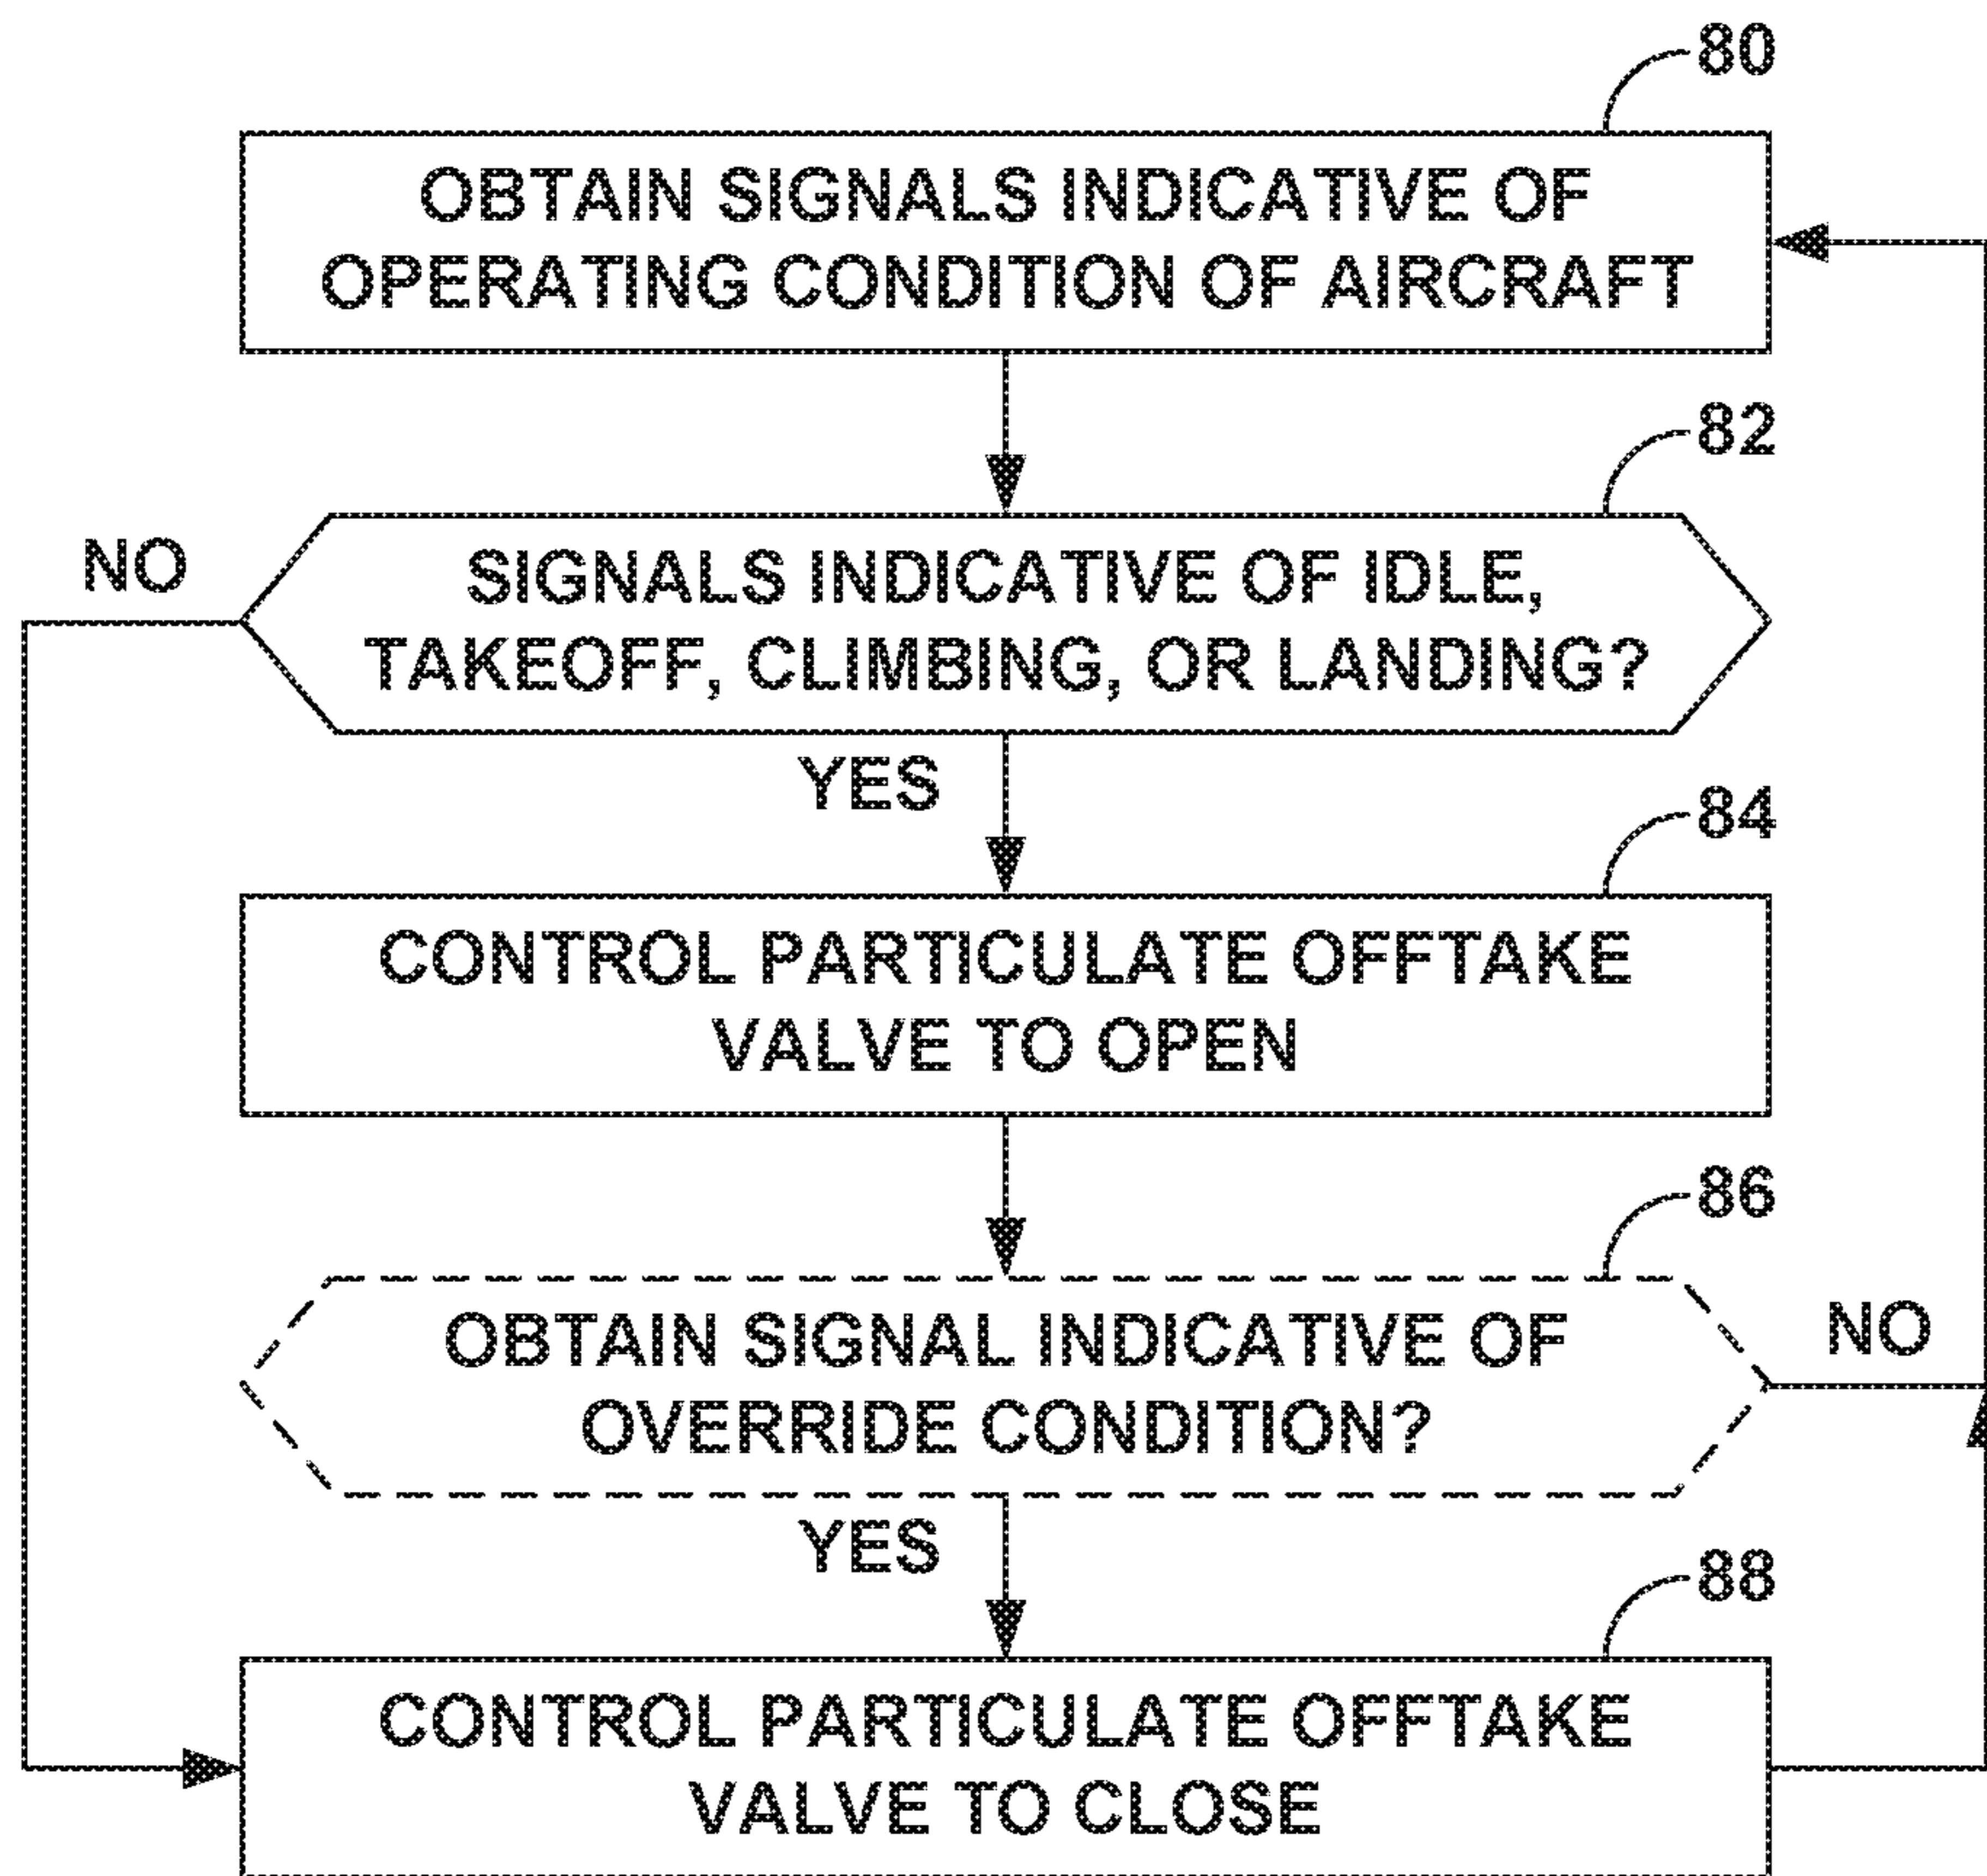 80
OBTAIN SIGNALS INDICATIVE OF
OPERATING CONDITION OF AIRCRAFT
82
NO
SIGNALS INDICATIVE OF IDLE,
TAKEOFF, CLIMBING, OR LANDING?
YES
84
CONTROL PARTICULATE OFFTAKE
VALVE TO OPEN
86
OBTAIN SIGNAL INDICATIVE OF
OVERRIDE CONDITION?
NO
YES
88
CONTROL PARTICULATE OFFTAKE
VALVE TO CLOSE